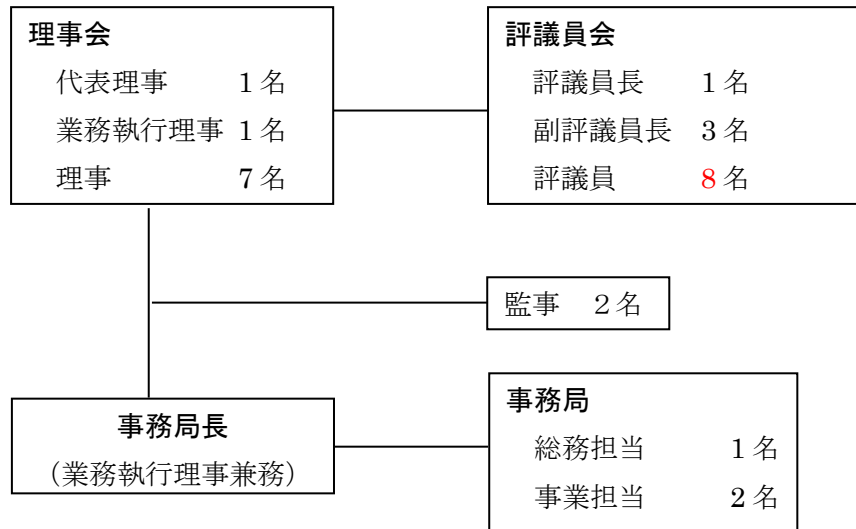 理事会
代表理事 1名
業務執行理事 1名
理事 7名
評議員会
評議員長 1名
副評議員長 3名
評議員 8名
監事 2名
事務局長
（業務執行理事兼務）
事務局
総務担当 1名
事業担当 2名